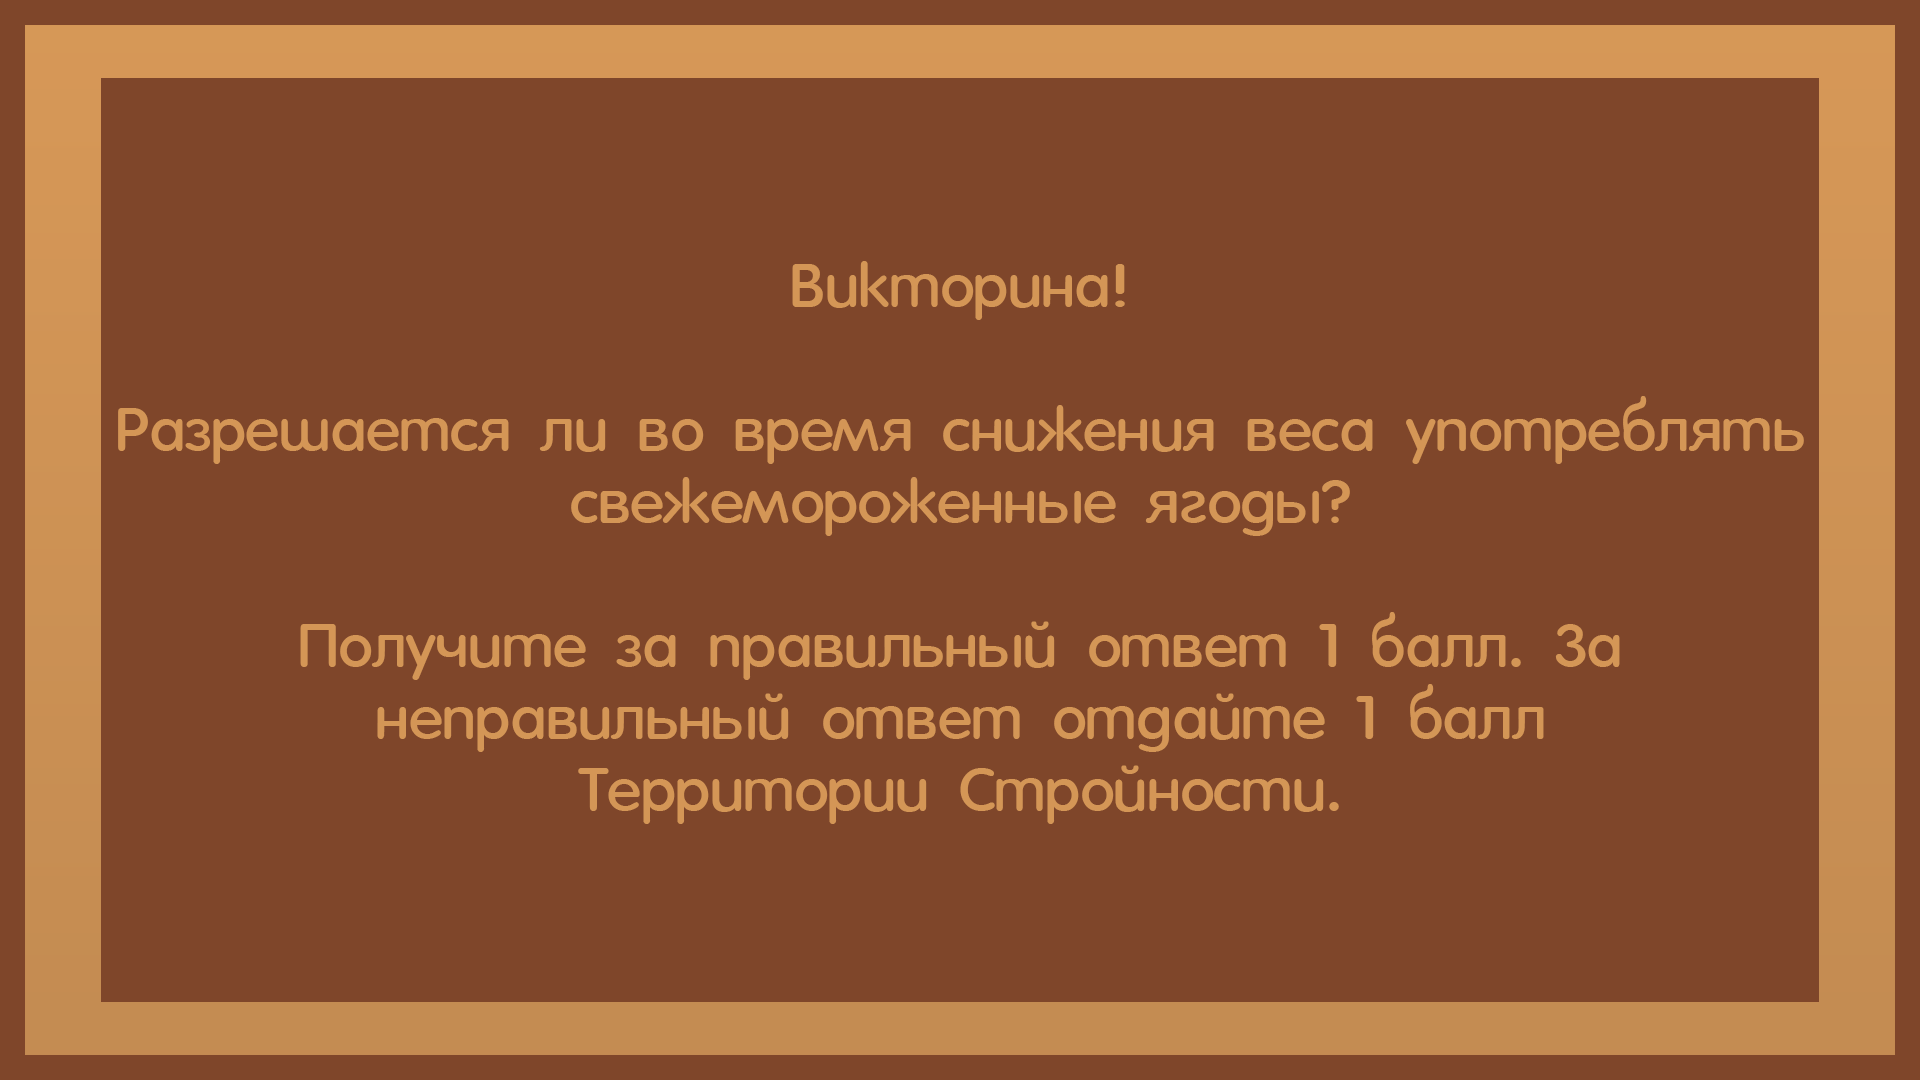 Викторина!
Разрешается ли во время снижения веса употреблять
свежемороженные ягоды?
Получите за правильный ответ 1 балл. За
неправильный ответ отдайте 1 балл
Территории Стройности.